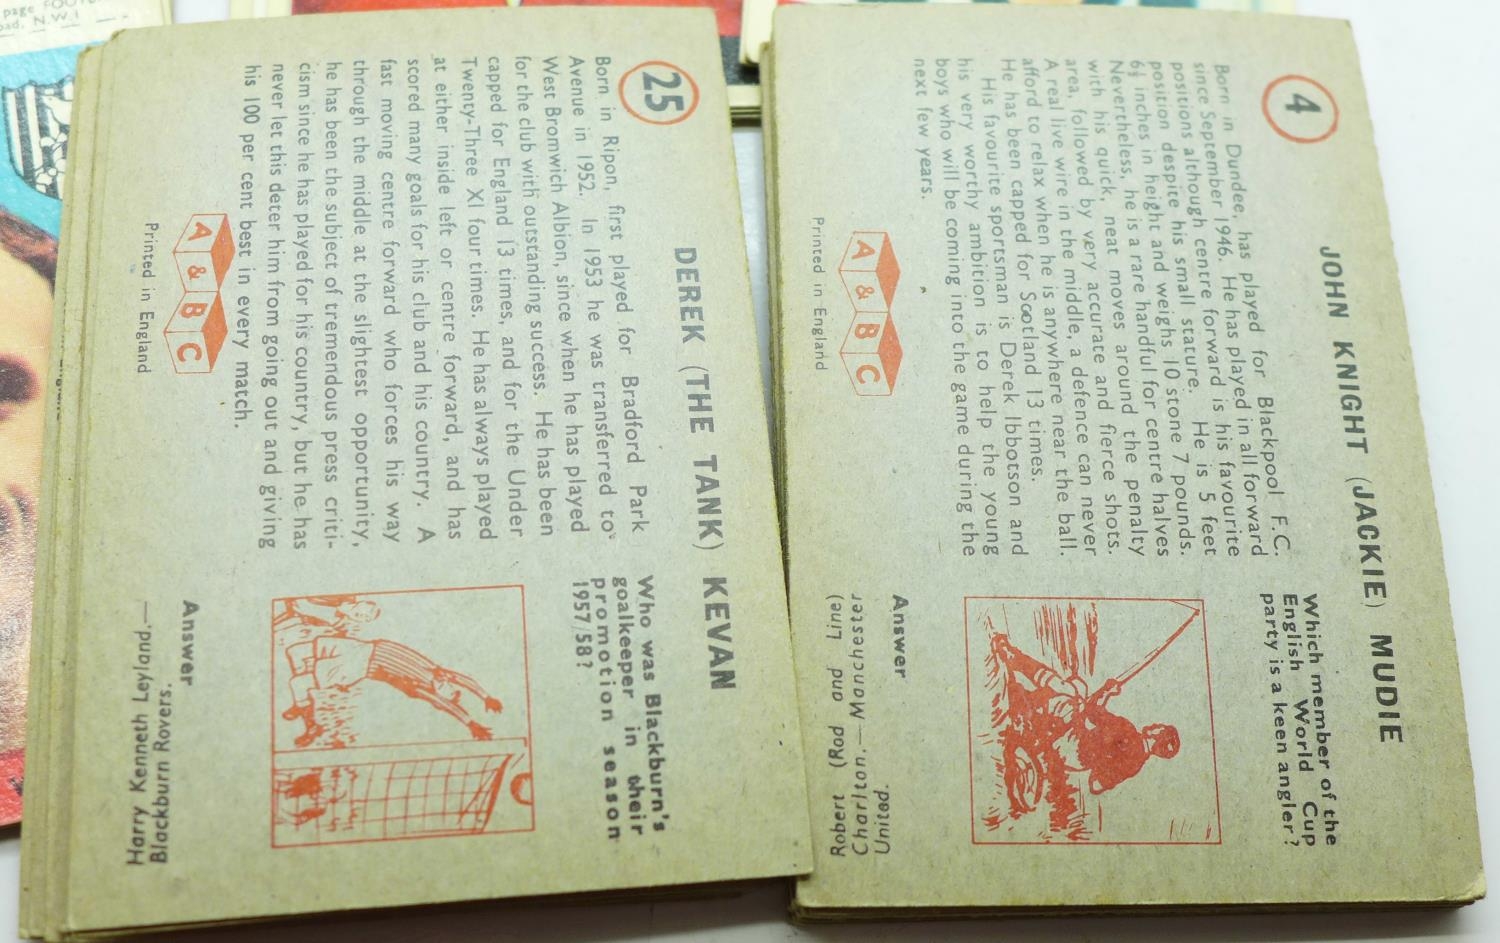 page FOOT
oad, N.W.1
25
DEREK (THE TANK) KEVAN
Born in Ripon, first played for Bradford Park
Avenue in 1952. In 1953 he was transferred to
West Bromwich Albion, since when he has played
for the club with outstanding success. He has been
capped for England 13 times, and for the Under
Twenty-Three XI four times. He has always played
at either inside left or centre forward, and has
scored many goals for his club and his country. A
fast moving centre forward who forces his way
through the middle at the slightest opportunity,
he has been the subject of tremendous press criti-
cism since he has played for his country, but he has
never let this deter him from going out and giving
his 100 per cent best in every match.
A & B C
Printed in England
Who was Blackburn's
goalkeeper in their
promotion season
1957/58?
Answer
Harry Kenneth Leyland.—
Blackburn Rovers.
4
JOHN KNIGHT (JACKIE) MUDIE
Born in Dundee, has played for Blackpool F.C.
since September 1946. He has played in all forward
positions although centre forward is his favourite
position despite his small stature. He is 5 feet
6½ inches in height and weighs 10 stone 7 pounds.
Nevertheless, he is a rare handful for centre halves
with his quick, neat moves around the penalty
area, followed by very accurate and fierce shots.
A real live wire in the middle, a defence can never
afford to relax when he is anywhere near the ball.
He has been capped for Scotland 13 times.
His favourite sportsman is Derek Ibbotson and
his very worthy ambition is to help the young
boys who will be coming into the game during the
next few years.
A & B C
Printed in England
Which member of the
English World Cup
party is a keen angler?
Answer
Robert (Rod and Line)
Charlton.—Manchester
United.